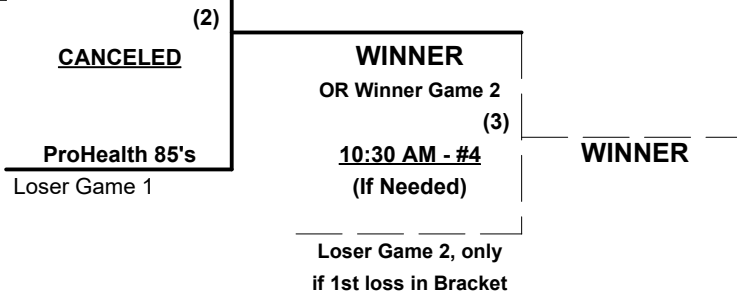 (2)
CANCELED
WINNER
OR Winner Game 2
(3)
ProHealth 85's
10:30 AM - #4
WINNER
Loser Game 1
(If Needed)
Loser Game 2, only
if 1st loss in Bracket